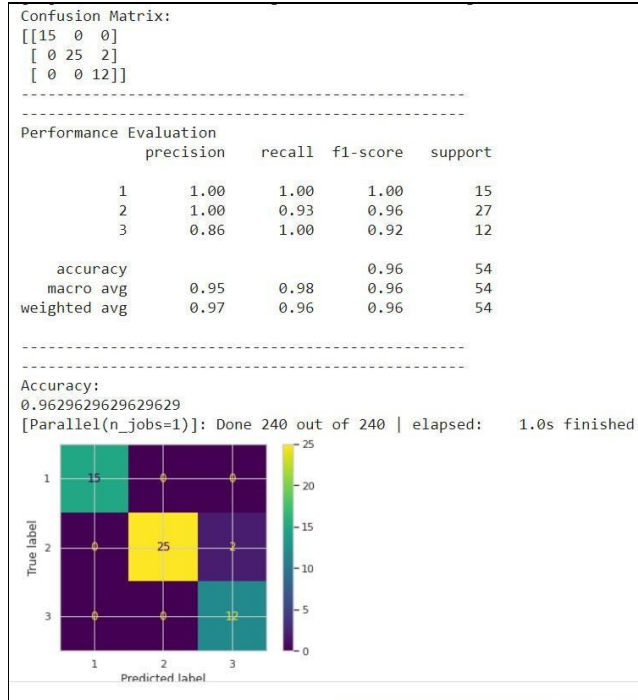 Confusion Matrix:
[[15  0  0]
 [ 0 25  2]
 [ 0  0 12]]
----------------------------------------------------
----------------------------------------------------
Performance Evaluation
              precision    recall  f1-score   support

           1       1.00      1.00      1.00        15
           2       1.00      0.93      0.96        27
           3       0.86      1.00      0.92        12

    accuracy                           0.96        54
   macro avg       0.95      0.98      0.96        54
weighted avg       0.97      0.96      0.96        54

----------------------------------------------------
----------------------------------------------------
Accuracy:
0.9629629629629629
[Parallel(n_jobs=1)]: Done 240 out of 240 | elapsed:    1.0s finished
25
20
15
10
5
0
True label
1 15 0 0
2 0 25 2
3 0 0 12
1 2 3
Predicted label